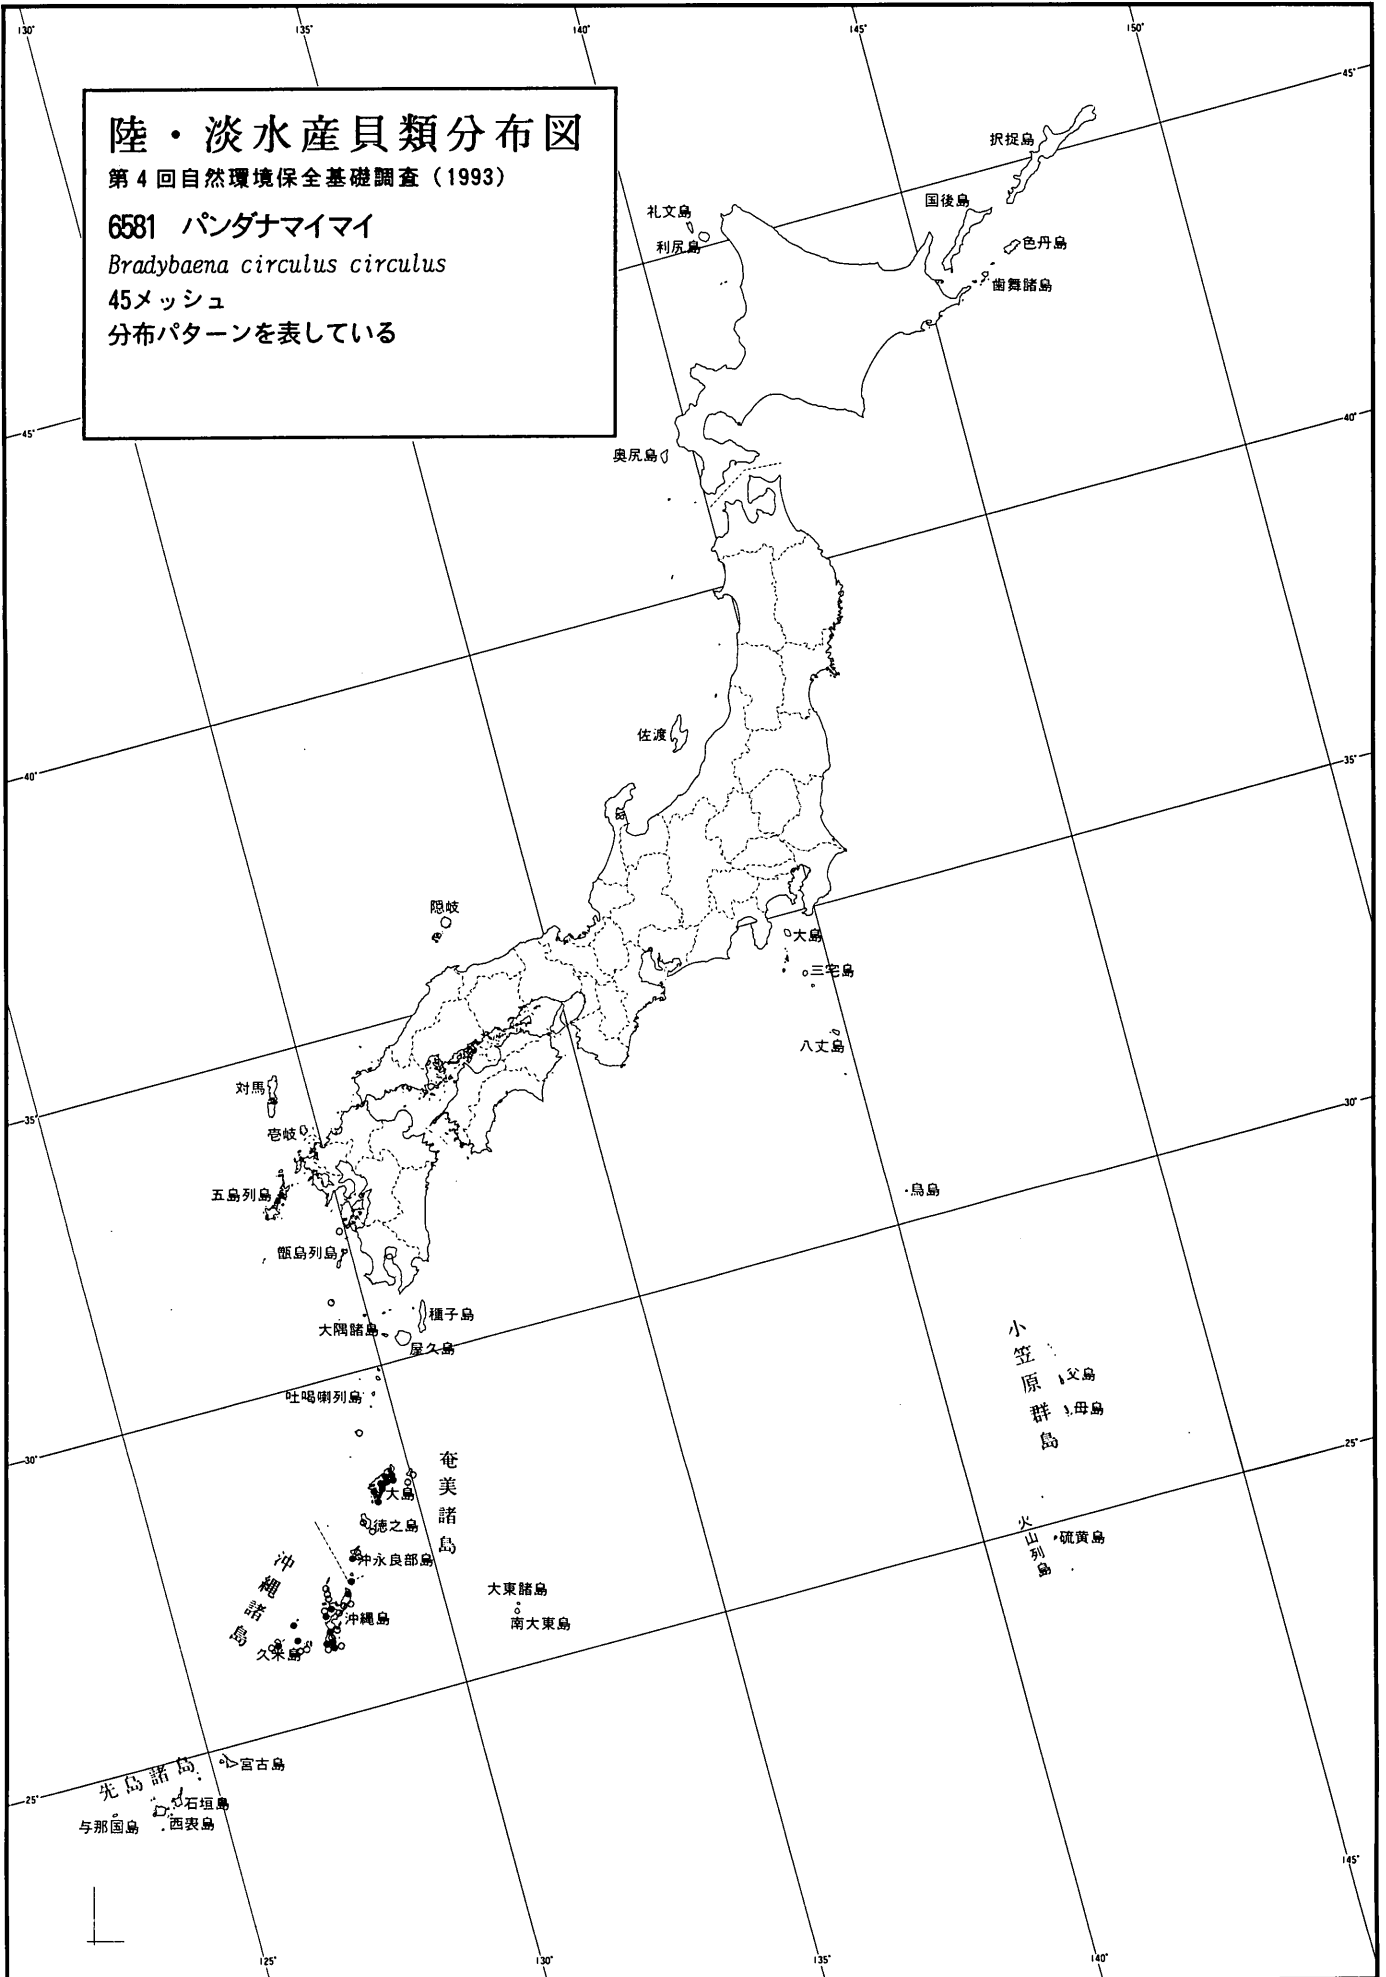 130°
135°
140°
145°
150°
陸・淡水産貝類分布図
第4回自然環境保全基礎調査（1993）
6581 パンダナマイマイ
Bradybaena circulus circulus
45メッシュ
分布パターンを表している
45°
択捉島
国後島
礼文島
利尻島
色丹島
歯舞諸島
45°
40°
奥尻島
佐渡
40°
35°
隠岐
大島
三宅島
八丈島
対馬
35°
壱岐
30°
五島列島
鳥島
甑島列島
種子島
大隅諸島
屋久島
小笠原群島
父島
母島
吐噶喇列島
30°
25°
奄美諸島
大島
徳之島
火山列島
硫黄島
沖永良部島
沖縄諸島
大東諸島
南大東島
沖縄島
久米島
先島諸島
宮古島
25°
石垣島
与那国島
西表島
145°
125°
130°
135°
140°